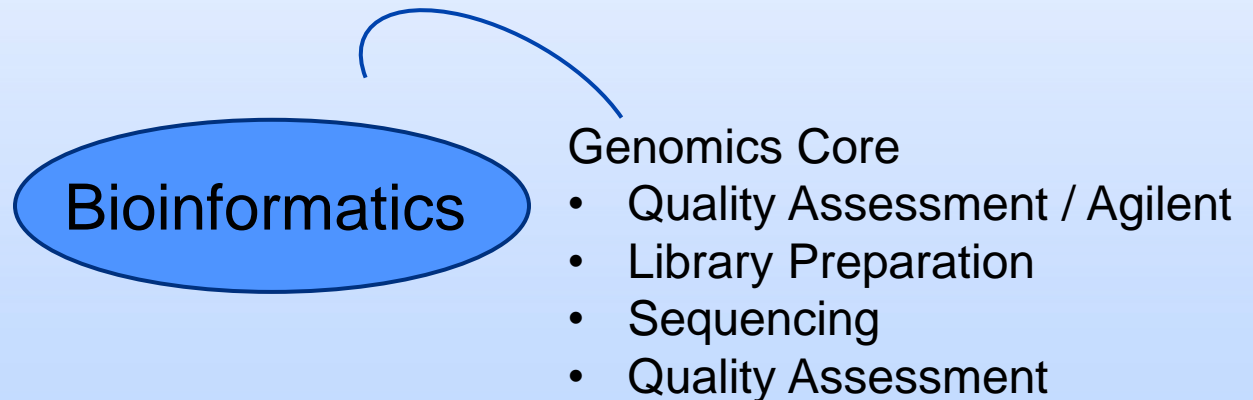 Bioinformatics
Genomics Core
• Quality Assessment / Agilent
• Library Preparation
• Sequencing
• Quality Assessment